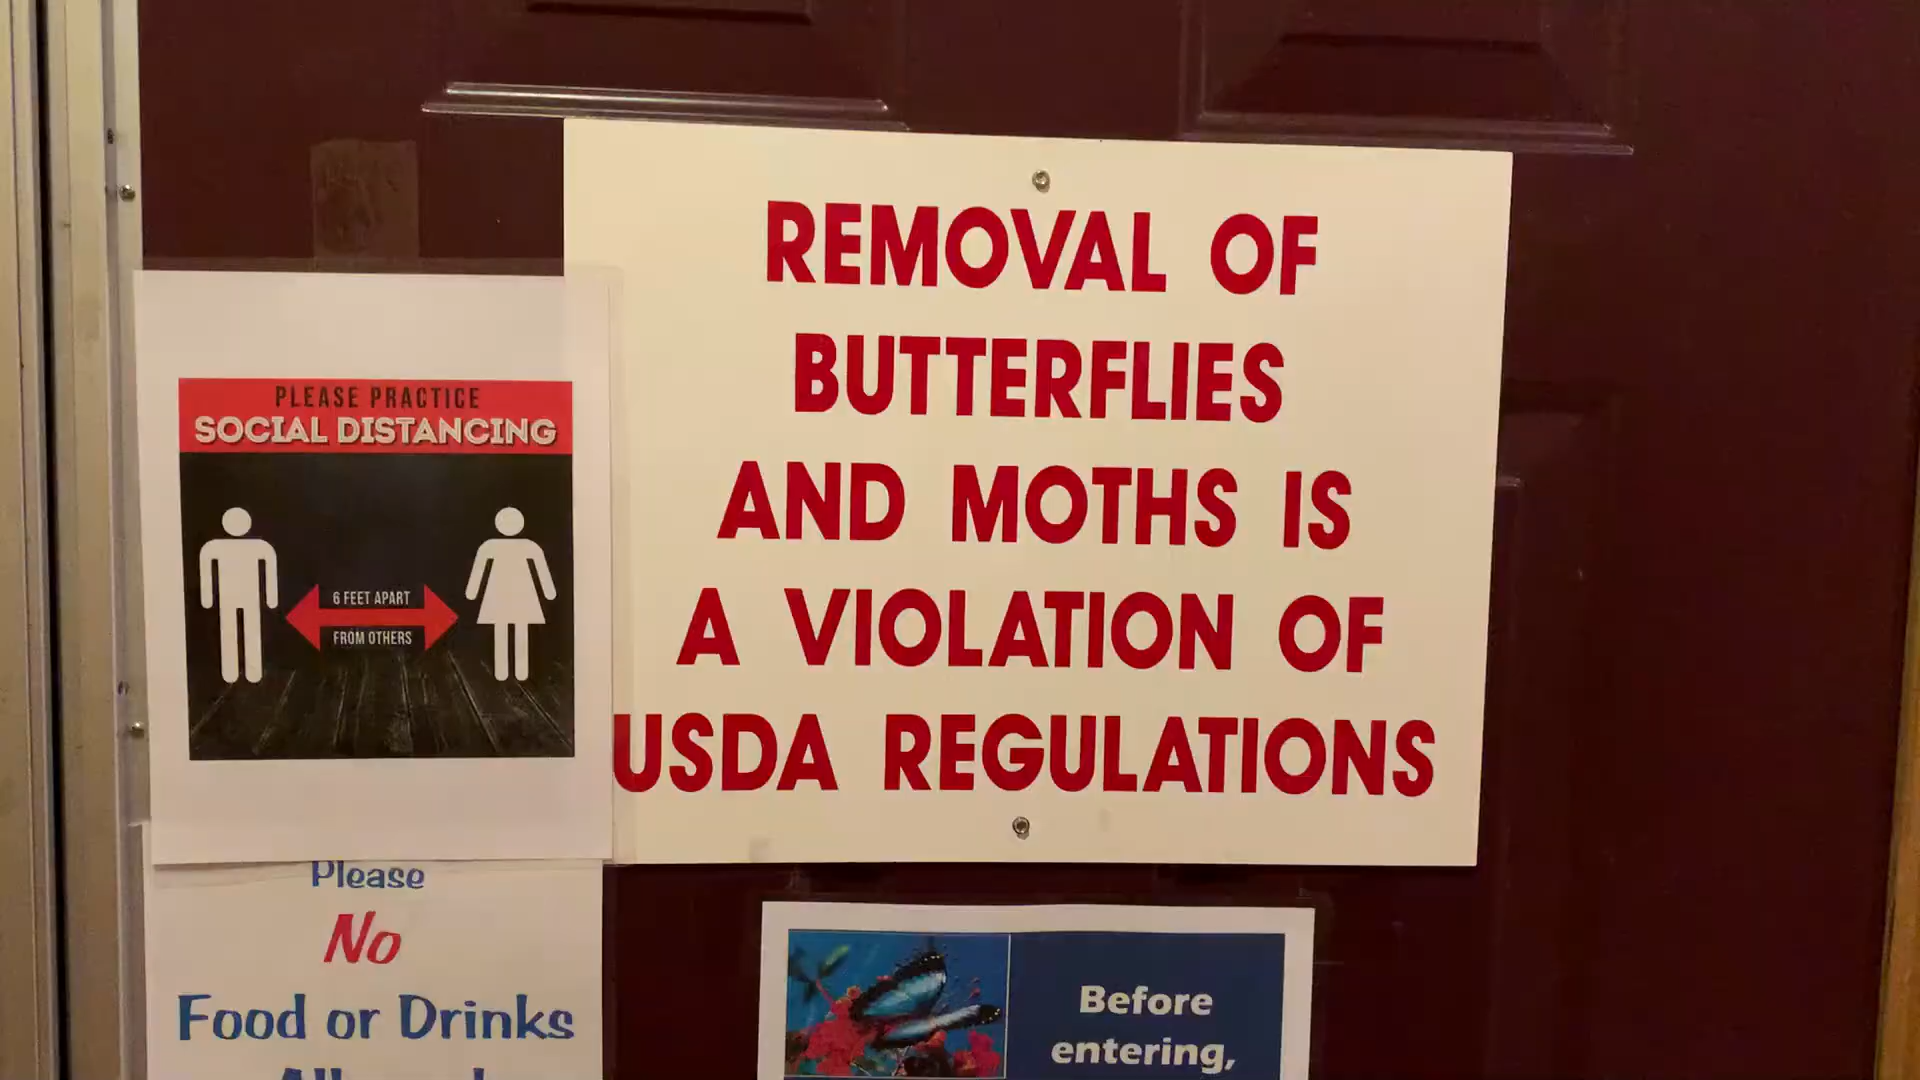 REMOVAL OF
BUTTERFLIES
AND MOTHS IS
A VIOLATION OF
USDA REGULATIONS
PLEASE PRACTICE
SOCIAL DISTANCING
6 FEET APART
FROM OTHERS
Please
No
Food or Drinks
Before
entering,